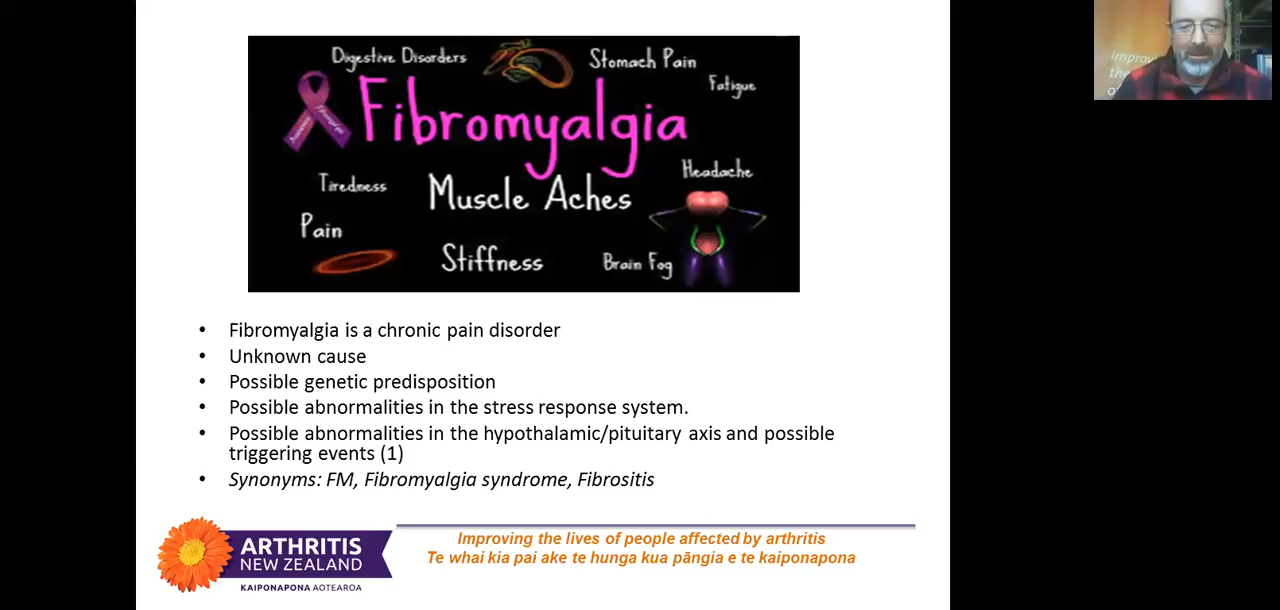 Digestive Disorders
Stomach Pain
Fatigue
Fibromyalgia
Headache
Tiredness
Muscle Aches
Pain
Stiffness
Brain Fog
• Fibromyalgia is a chronic pain disorder
• Unknown cause
• Possible genetic predisposition
• Possible abnormalities in the stress response system.
• Possible abnormalities in the hypothalamic/pituitary axis and possible
triggering events (1)
• Synonyms: FM, Fibromyalgia syndrome, Fibrositis
ARTHRITIS
NEW ZEALAND
KAIPONAPONA AOTEAROA
Improving the lives of people affected by arthritis
Te whai kia pai ake te hunga kua pāngia e te kaiponapona